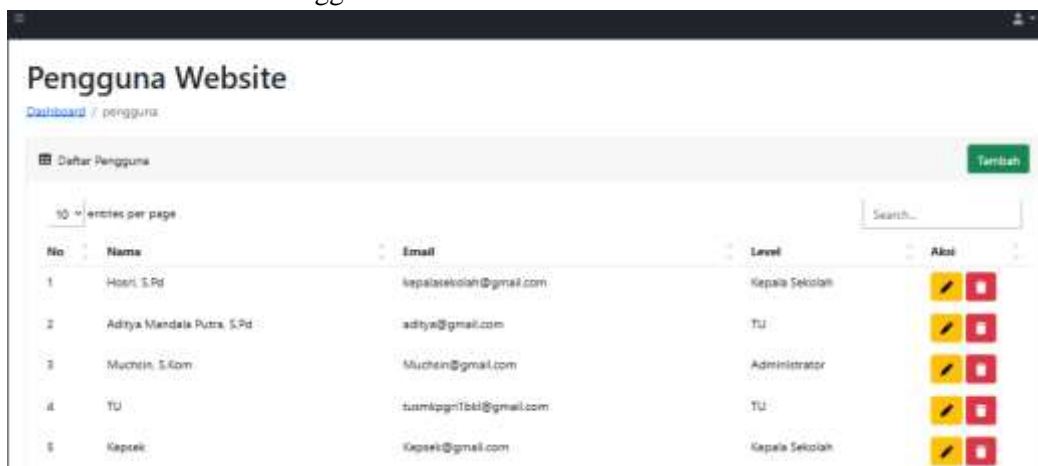 Pengguna Website
Dashboard / pengguna
Daftar Pengguna Tambah
10 entries per page Search...
No Nama Email Level Aksi
1 Hosri, S.Pd kepalasekolah@gmail.com Kepala Sekolah
2 Aditya Mandala Putra, S.Pd aditya@gmail.com TU
3 Muchsin, S.Kom Muchsin@gmail.com Administrator
4 TU TU
5 Kepsek Kepsek@gmail.com Kepala Sekolah